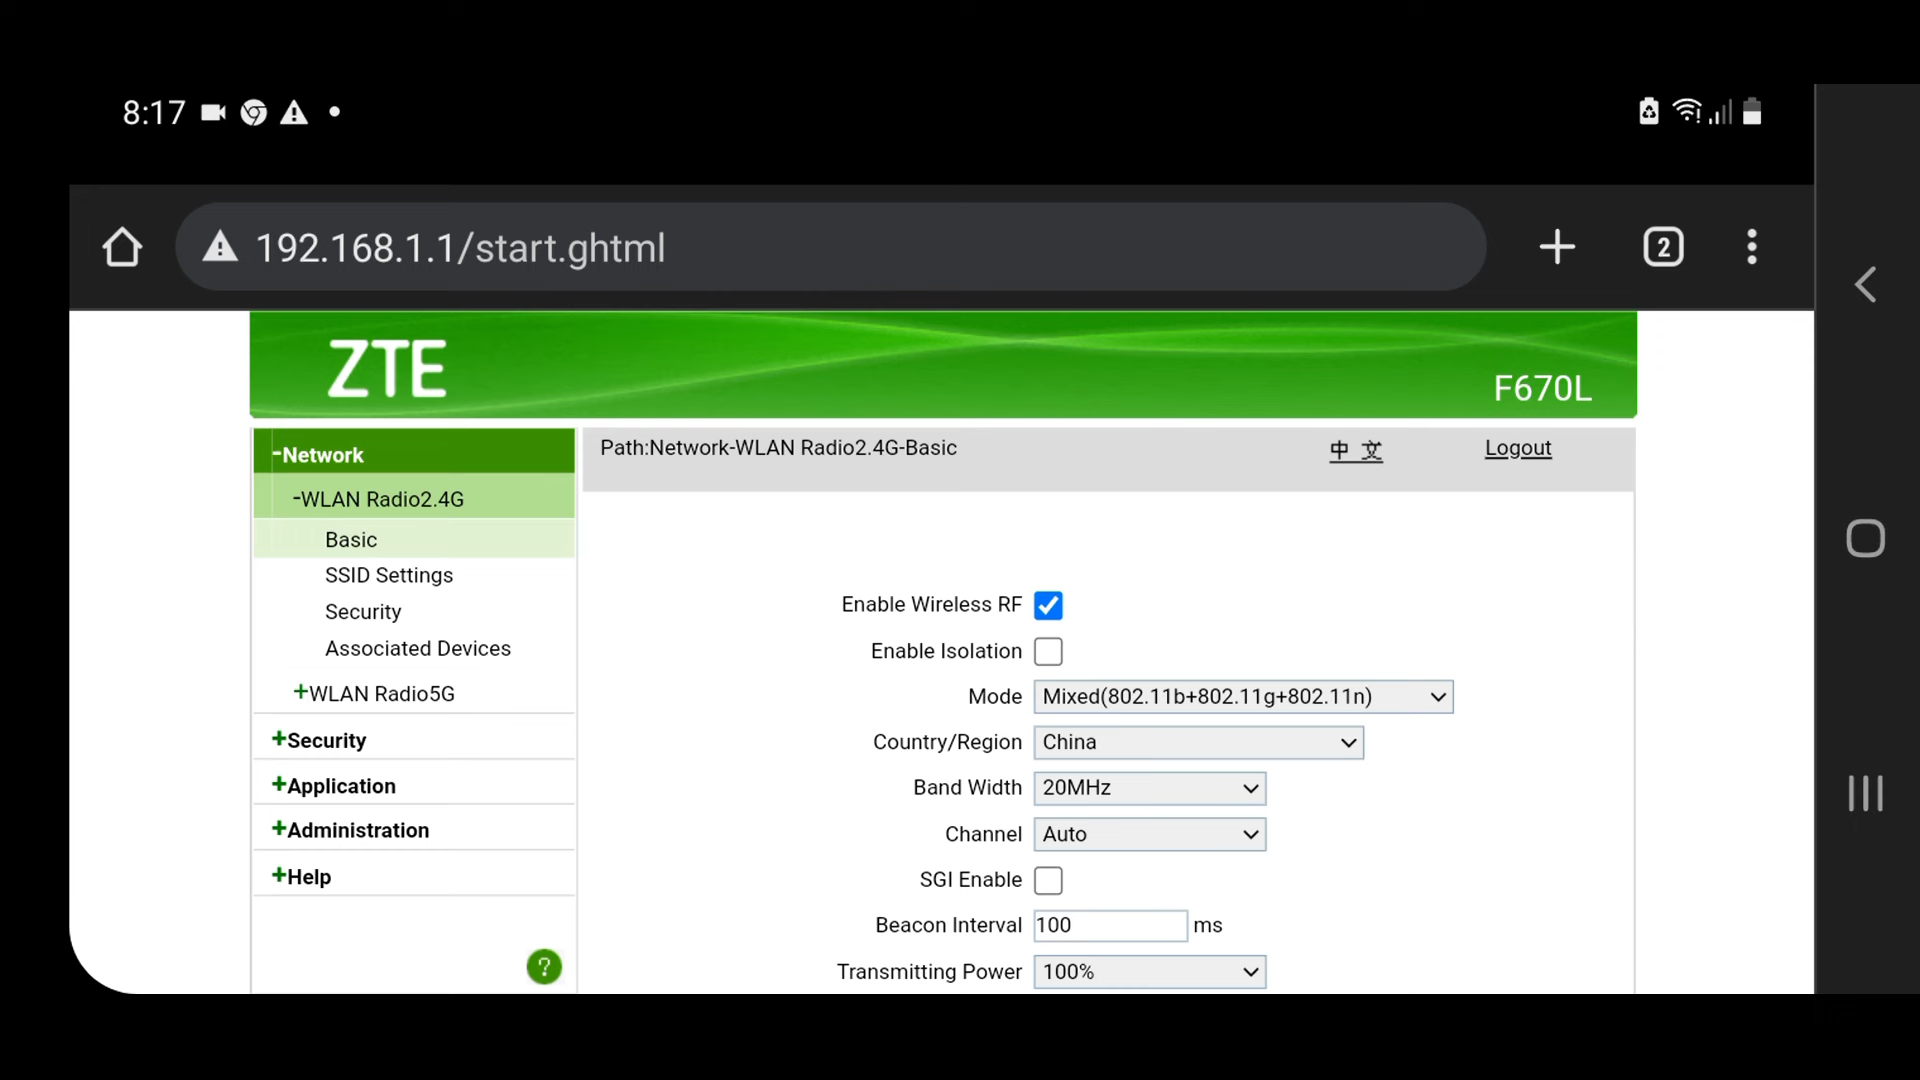 8:17
192.168.1.1/start.ghtml
2
ZTE
F670L
-Network
-WLAN Radio2.4G
Basic
SSID Settings
Security
Associated Devices
+WLAN Radio5G
+Security
+Application
+Administration
+Help
?
Path:Network-WLAN Radio2.4G-Basic
中 文
Logout
Enable Wireless RF
Enable Isolation
Mode Mixed(802.11b+802.11g+802.11n)
Country/Region China
Band Width 20MHz
Channel Auto
SGI Enable
Beacon Interval 100 ms
Transmitting Power 100%